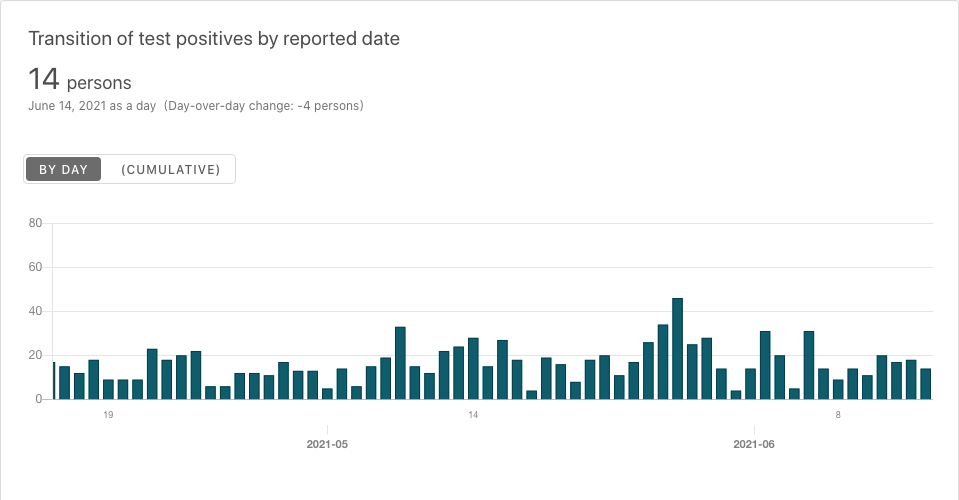 Transition of test positives by reported date
14 persons
June 14, 2021 as a day (Day-over-day change: -4 persons)
BY DAY (CUMULATIVE)
80
60
40
20
0
19 14 8
2021-05 2021-06